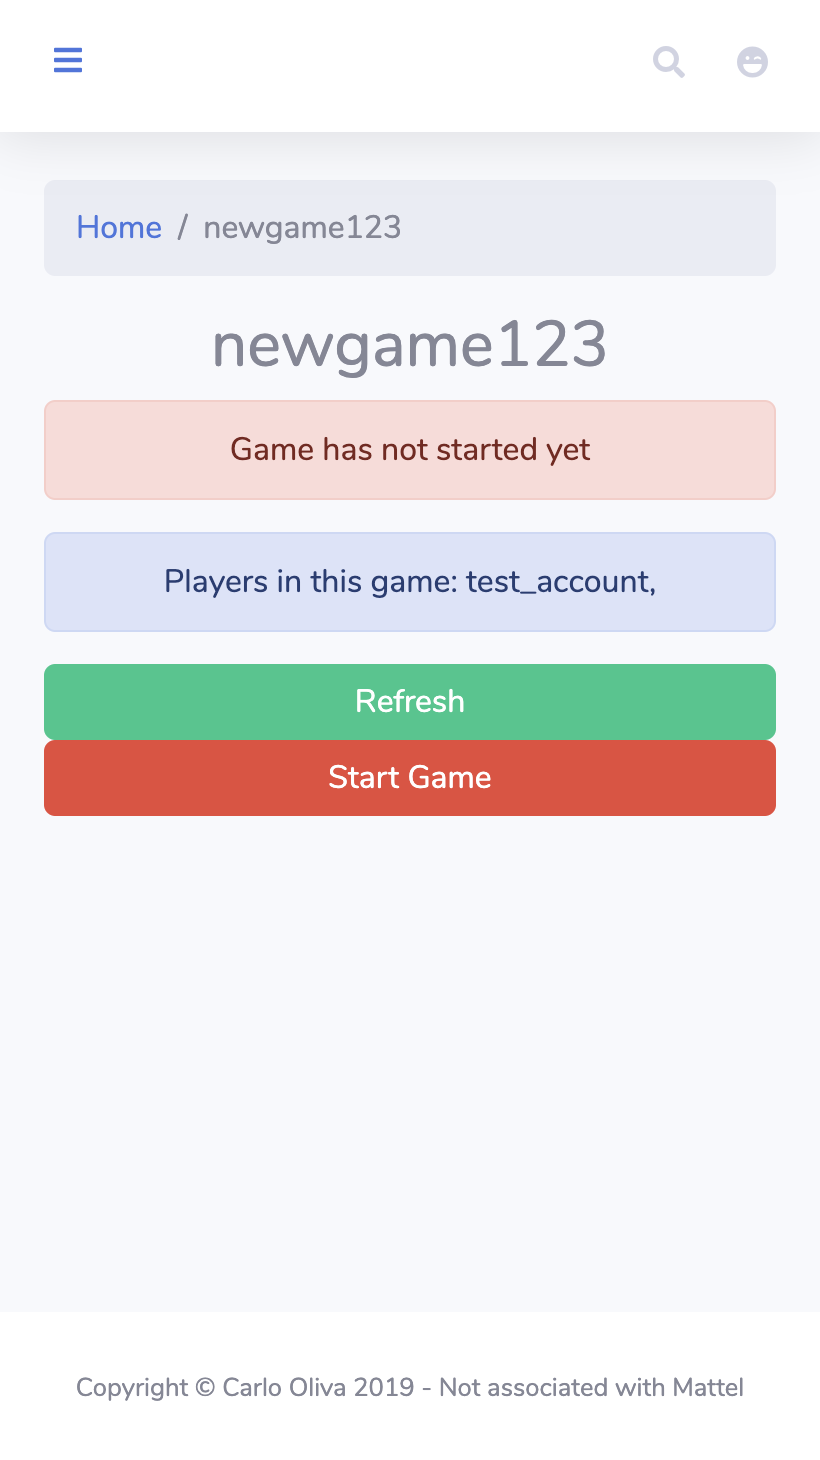 Home / newgame123
newgame123
Game has not started yet
Players in this game: test_account,
Refresh
Start Game
Copyright © Carlo Oliva 2019 - Not associated with Mattel